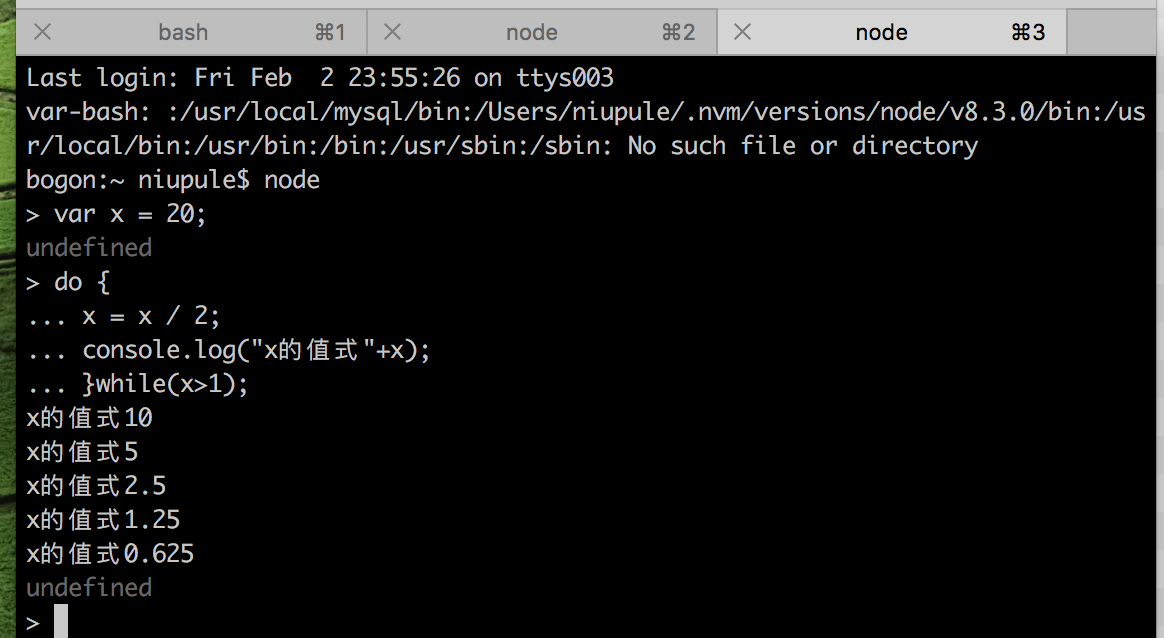 bash ⌘1 node ⌘2 node ⌘3
Last login: Fri Feb  2 23:55:26 on ttys003
var-bash: :/usr/local/mysql/bin:/Users/niupule/.nvm/versions/node/v8.3.0/bin:/us
r/local/bin:/usr/bin:/bin:/usr/sbin:/sbin: No such file or directory
bogon:~ niupule$ node
> var x = 20;
undefined
> do {
... x = x / 2;
... console.log("x的值式"+x);
... }while(x>1);
x的值式10
x的值式5
x的值式2.5
x的值式1.25
x的值式0.625
undefined
>